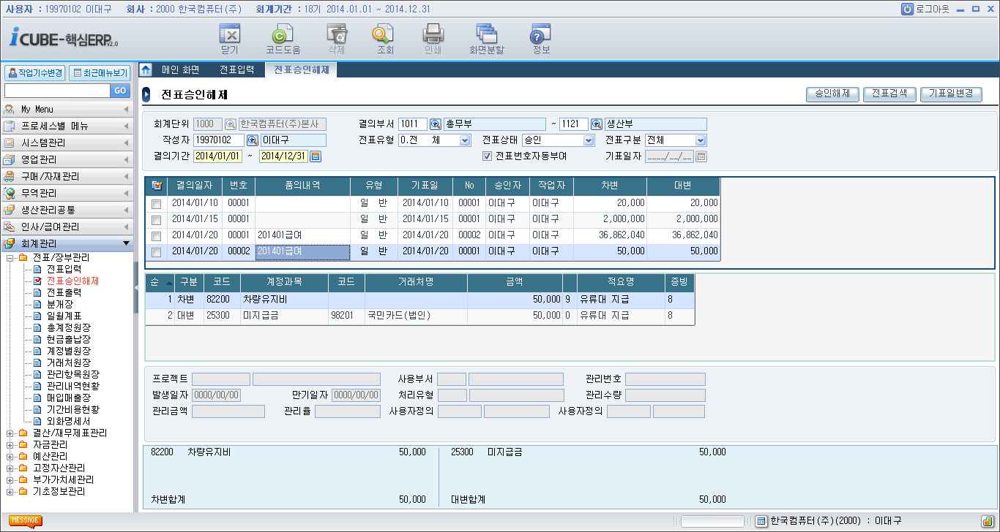 사용자 : 19970102 이대구 회사 : 2000 한국컴퓨터(주) 회계기간 : 18기 2014.01.01 ~ 2014.12.31 로그아웃
iCUBE-핵심ERP v2.0
닫기 코드도움 삭제 조회 인쇄 화면분할 정보
작업기수변경 최근메뉴보기
GO
My Menu
프로세스별 메뉴
시스템관리
영업관리
구매/자재관리
무역관리
생산관리공통
인사/급여관리
회계관리
전표/장부관리
전표입력
전표승인해제
전표출력
분개장
일월계표
총계정원장
현금출납장
계정별원장
거래처원장
관리항목원장
관리내역현황
매입매출장
기간비용현황
외화명세서
결산/재무제표관리
자금관리
예산관리
고정자산관리
부가가치세관리
기초정보관리
메인 화면 전표입력 전표승인해제
전표승인해제 승인해제 전표검색 기표일변경
회계단위 1000 한국컴퓨터(주)본사 결의부서 1011 총무부 ~ 1121 생산부
작성자 19970102 이대구 전표유형 0.전 체 전표상태 승인 전표구분 전체
결의기간 2014/01/01 ~ 2014/12/31 전표번호자동부여 기표일자 ____/__/__
결의일자 번호 품의내역 유형 기표일 No 승인자 작업자 차변 대변
2014/01/10 00001 일 반 2014/01/10 00001 이대구 이대구 20,000 20,000
2014/01/15 00001 일 반 2014/01/15 00001 이대구 이대구 2,000,000 2,000,000
2014/01/20 00001 201401급여 일 반 2014/01/20 00002 이대구 이대구 36,862,040 36,862,040
2014/01/20 00002 201401급여 일 반 2014/01/20 00001 이대구 이대구 50,000 50,000
순 구분 코드 계정과목 코드 거래처명 금액 적요명 증빙
1 차변 82200 차량유지비 50,000 9 유류대 지급 8
2 대변 25300 미지급금 98201 국민카드(법인) 50,000 0 유류대 지급 8
프로젝트 사용부서 관리번호
발생일자 0000/00/00 만기일자 0000/00/00 처리유형 관리수량
관리금액 관리율 사용자정의 사용자정의
82200 차량유지비 50,000 25300 미지급금 50,000
차변합계 50,000 대변합계 50,000
MESSAGE 한국컴퓨터(주)(2000) : 이대구